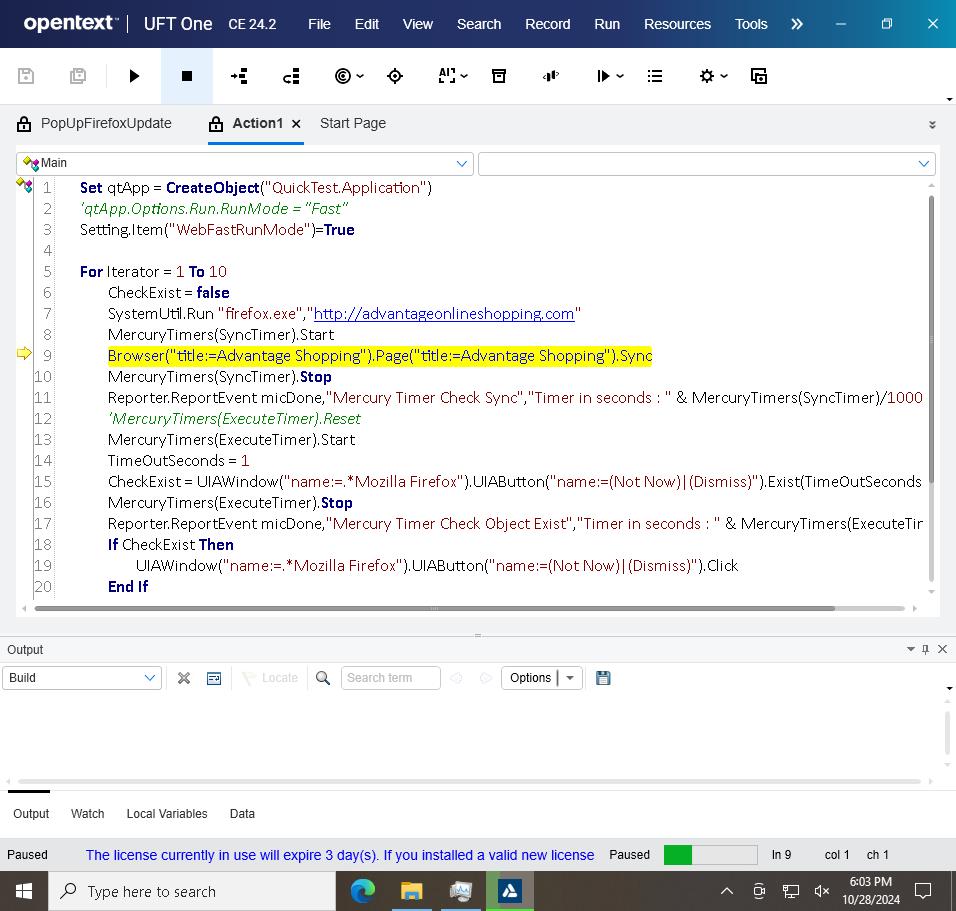 opentext™ | UFT One CE 24.2 File Edit View Search Record Run Resources Tools
PopUpFirefoxUpdate Action1 Start Page
Main
1 Set qtApp = CreateObject("QuickTest.Application")
2 'qtApp.Options.Run.RunMode = "Fast"
3 Setting.Item("WebFastRunMode")=True
4
5 For Iterator = 1 To 10
6 CheckExist = false
7 SystemUtil.Run "firefox.exe","http://advantageonlineshopping.com"
8 MercuryTimers(SyncTimer).Start
9 Browser("title:=Advantage Shopping").Page("title:=Advantage Shopping").Sync
10 MercuryTimers(SyncTimer).Stop
11 Reporter.ReportEvent micDone,"Mercury Timer Check Sync","Timer in seconds : " & MercuryTimers(SyncTimer)/1000
12 'MercuryTimers(ExecuteTimer).Reset
13 MercuryTimers(ExecuteTimer).Start
14 TimeOutSeconds = 1
15 CheckExist = UIAWindow("name:=.*Mozilla Firefox").UIAButton("name:=(Not Now)|(Dismiss)").Exist(TimeOutSeconds
16 MercuryTimers(ExecuteTimer).Stop
17 Reporter.ReportEvent micDone,"Mercury Timer Check Object Exist","Timer in seconds : " & MercuryTimers(ExecuteTir
18 If CheckExist Then
19 UIAWindow("name:=.*Mozilla Firefox").UIAButton("name:=(Not Now)|(Dismiss)").Click
20 End If
Output
Build Locate Search term Options
Output Watch Local Variables Data
Paused The license currently in use will expire 3 day(s). If you installed a valid new license Paused ln 9 col 1 ch 1
Type here to search
6:03 PM
10/28/2024